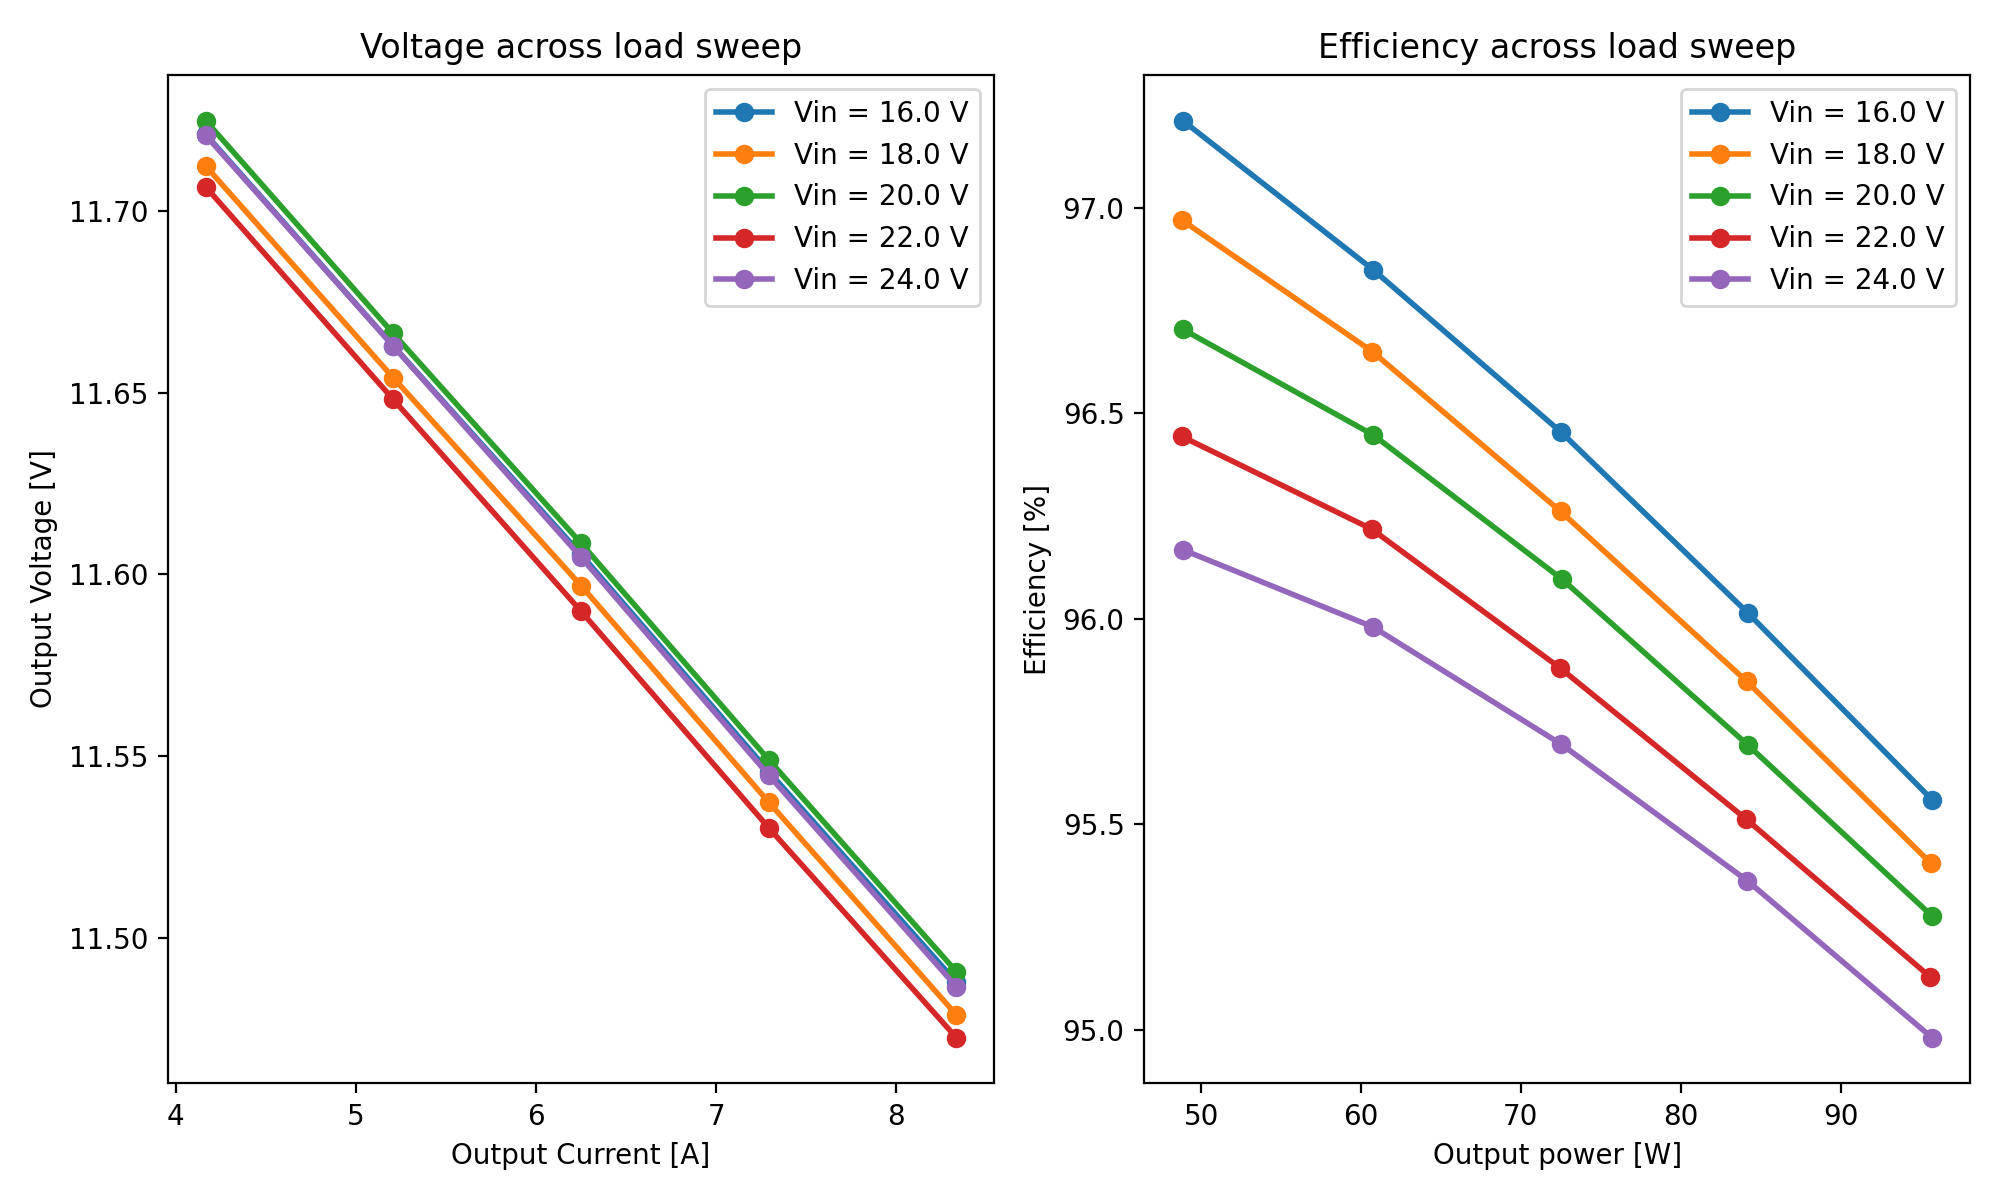 Voltage across load sweep
Output Voltage [V]
11.70
11.65
11.60
11.55
11.50
4 5 6 7 8
Output Current [A]
Vin = 16.0 V
Vin = 18.0 V
Vin = 20.0 V
Vin = 22.0 V
Vin = 24.0 V
Efficiency across load sweep
Efficiency [%]
97.0
96.5
96.0
95.5
95.0
50 60 70 80 90
Output power [W]
Vin = 16.0 V
Vin = 18.0 V
Vin = 20.0 V
Vin = 22.0 V
Vin = 24.0 V